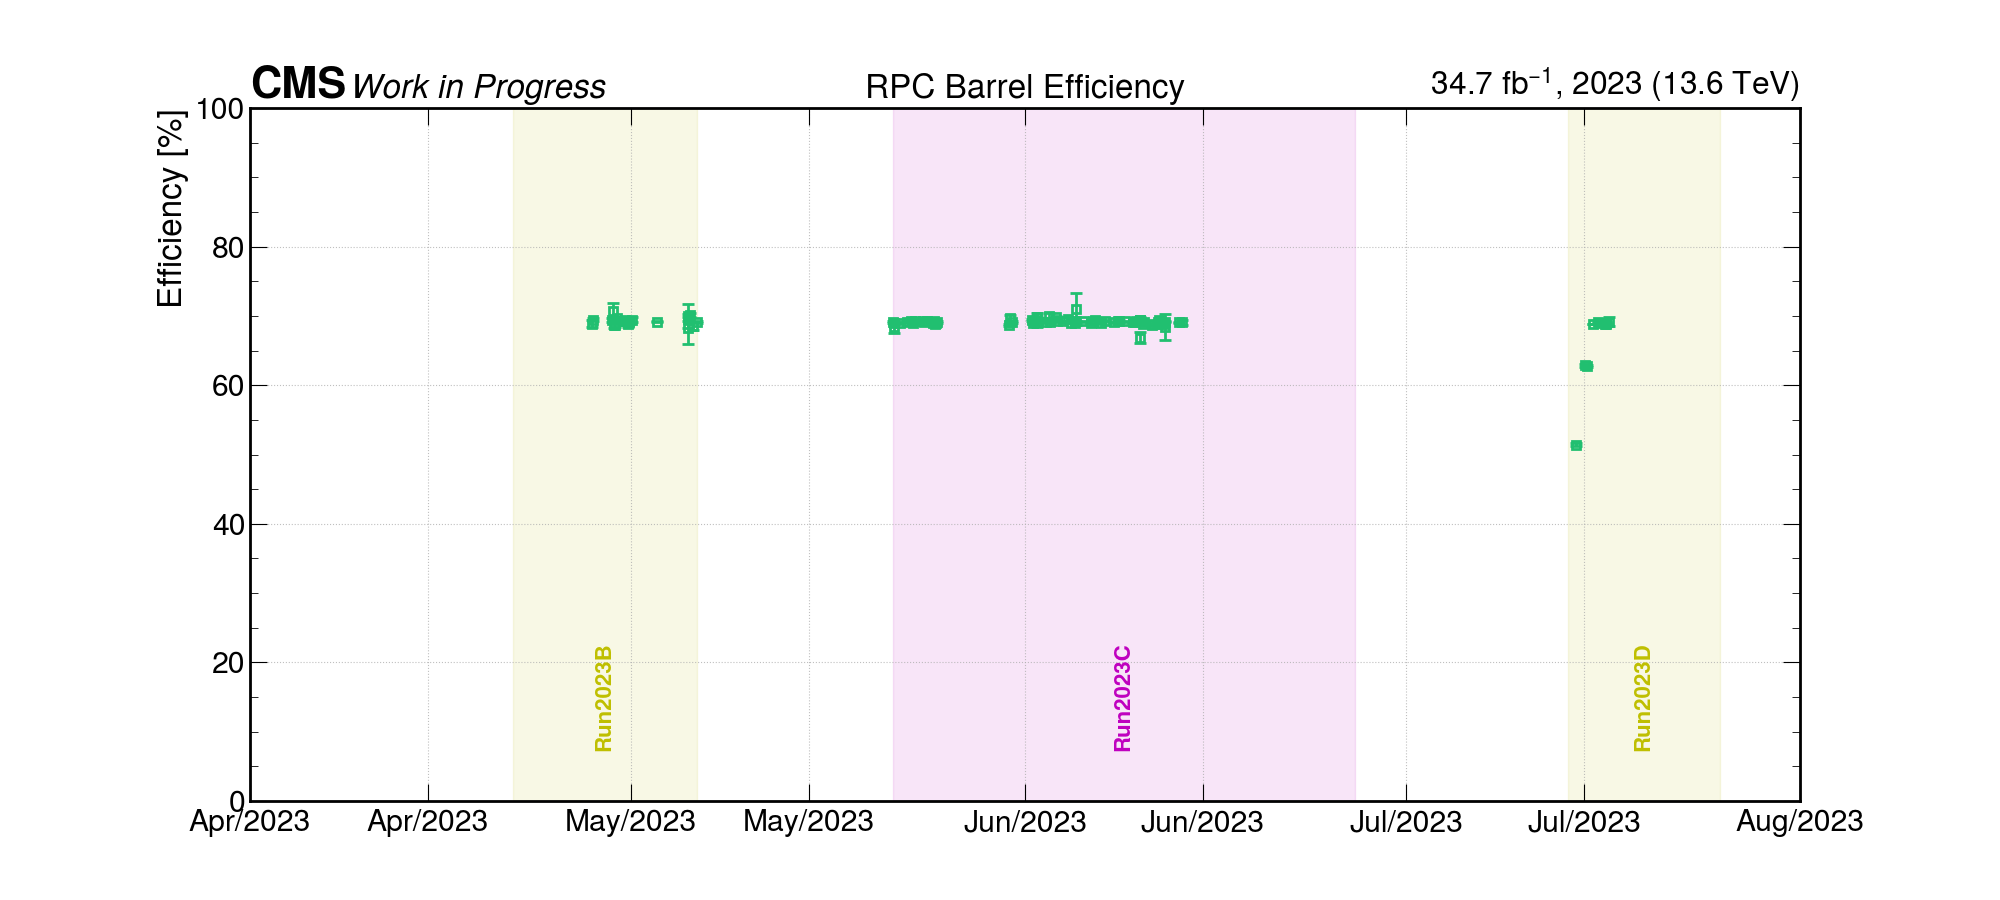 CMS Work in Progress RPC Barrel Efficiency 34.7 fb⁻¹, 2023 (13.6 TeV)
Efficiency [%]
100
80
60
40
20
0
Run2023B
Run2023C
Run2023D
Apr/2023 Apr/2023 May/2023 May/2023 Jun/2023 Jun/2023 Jul/2023 Jul/2023 Aug/2023